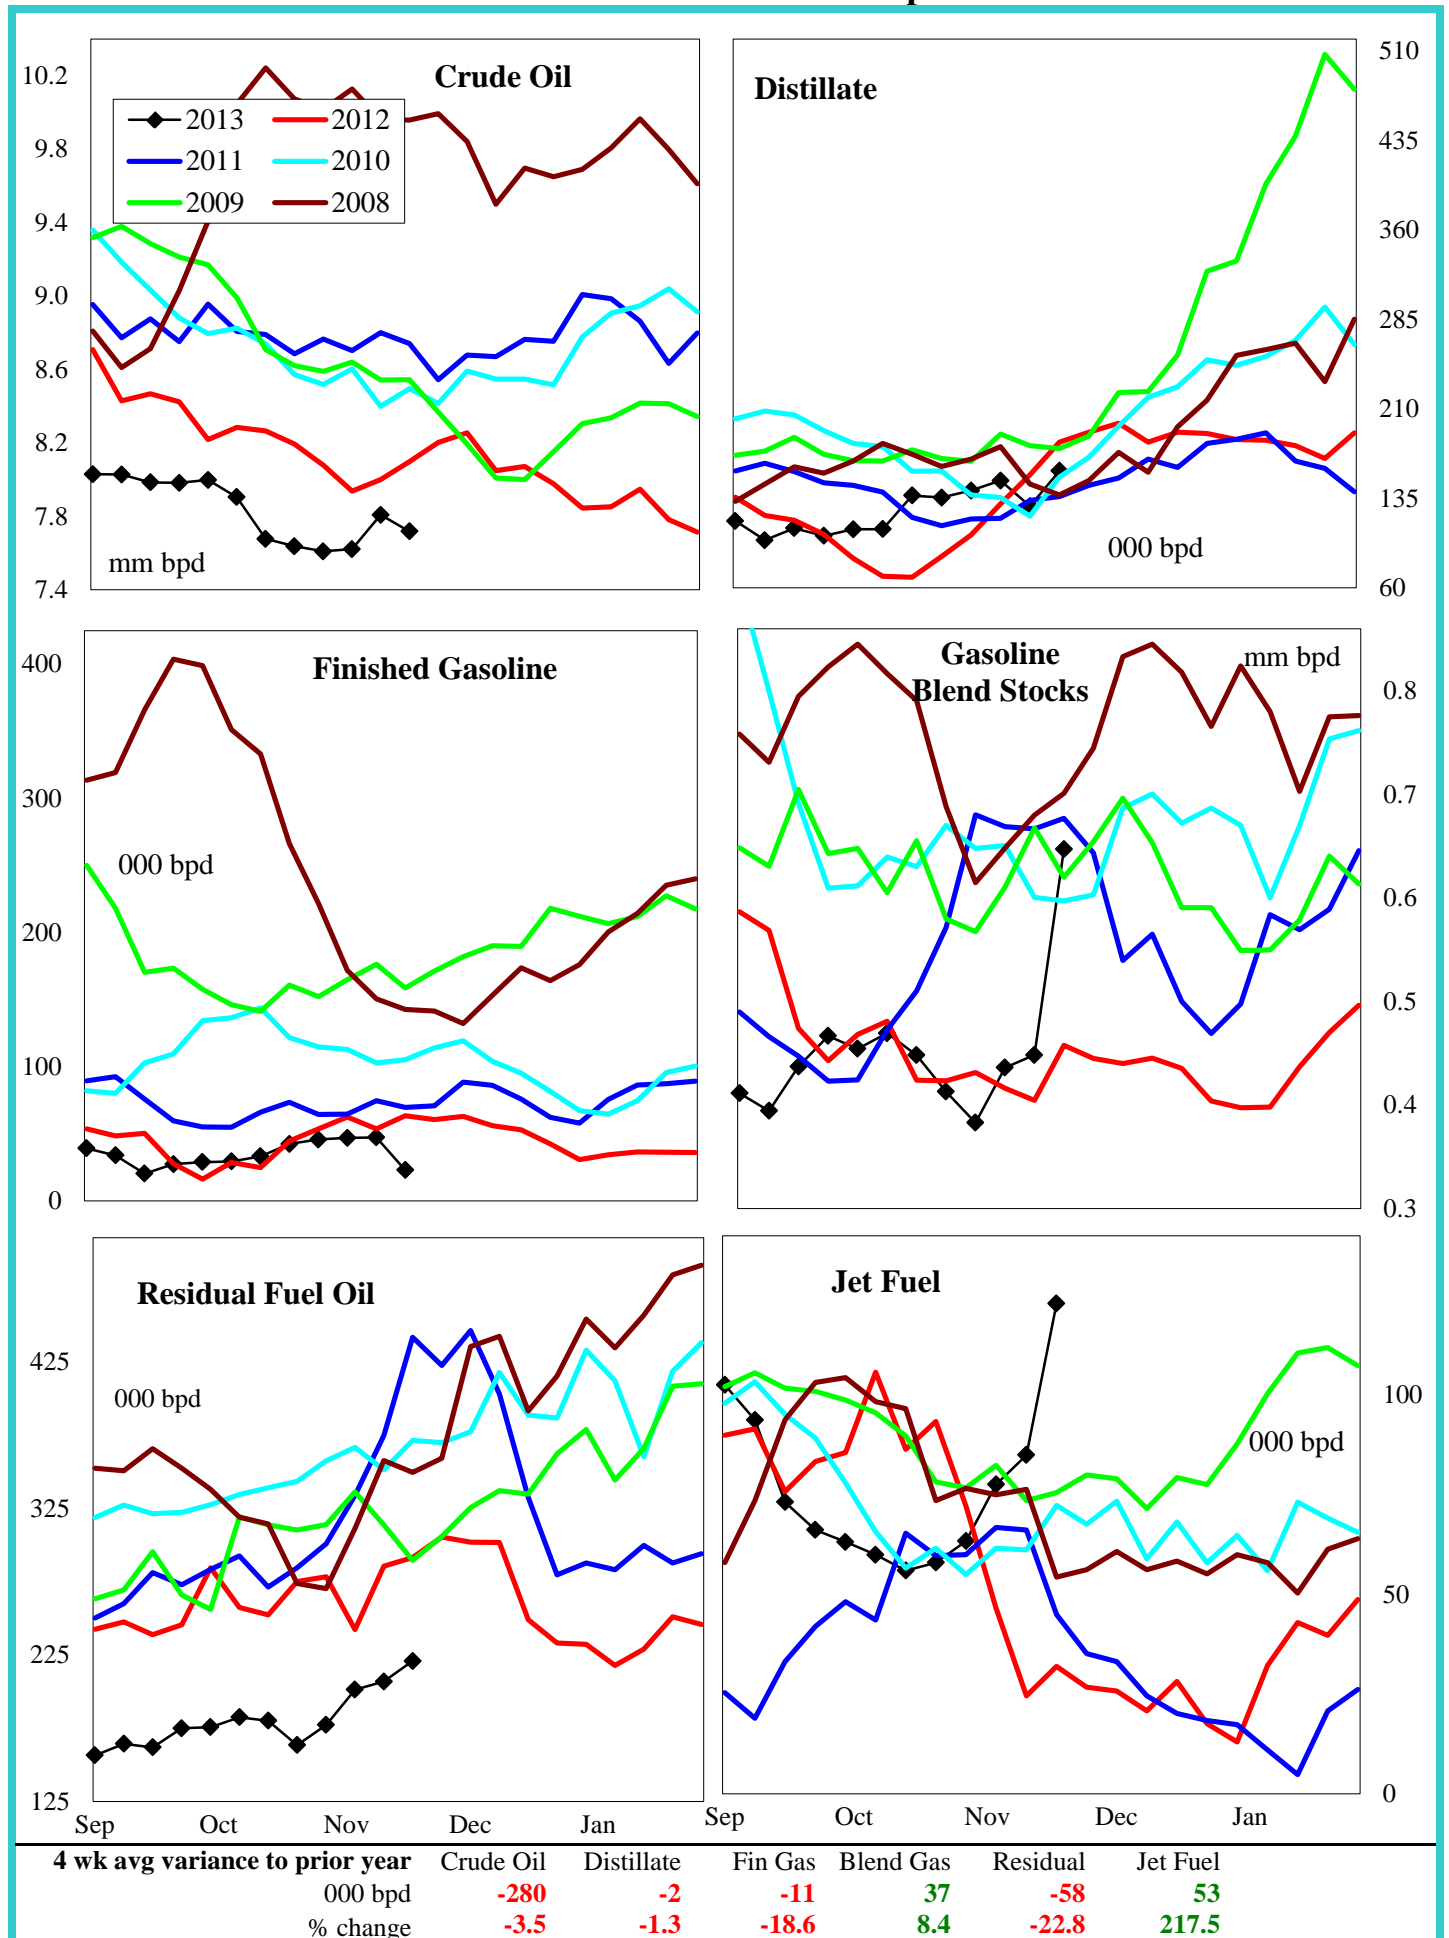 Crude Oil
10.2
9.8
9.4
9.0
8.6
8.2
7.8
7.4
2013
2012
2011
2010
2009
2008
mm bpd
Distillate
510
435
360
285
210
135
60
000 bpd
Finished Gasoline
400
300
200
100
0
000 bpd
Gasoline
Blend Stocks
mm bpd
0.8
0.7
0.6
0.5
0.4
0.3
Residual Fuel Oil
425
325
225
125
000 bpd
Sep Oct Nov Dec Jan
Jet Fuel
100
50
0
000 bpd
Sep Oct Nov Dec Jan
4 wk avg variance to prior year Crude Oil Distillate Fin Gas Blend Gas Residual Jet Fuel
000 bpd -280 -2 -11 37 -58 53
% change -3.5 -1.3 -18.6 8.4 -22.8 217.5